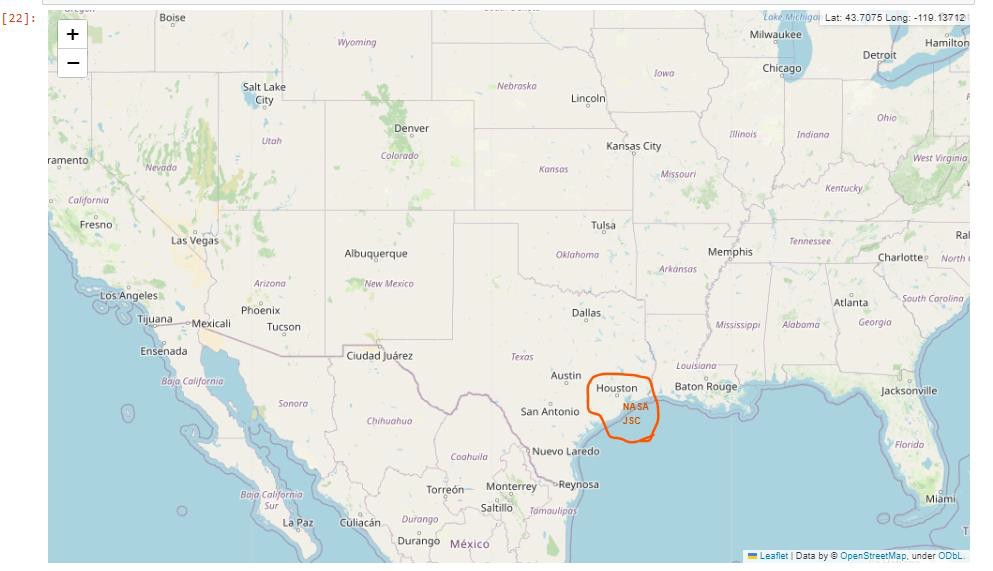 [22]:
Lat: 43.7075 Long: -119.13712
+
−
Boise
Wyoming
Lake Michigan
Milwaukee
Chicago
Detroit
Hamilton
Salt Lake
City
Nebraska
Iowa
Lincoln
Utah
Denver
Colorado
Kansas City
Illinois
Indiana
Ohio
ramento
Nevada
Kansas
Missouri
West Virginia
Kentucky
California
Fresno
Las Vegas
Albuquerque
Tulsa
Oklahoma
Memphis
Tennessee
Ral
Charlotte
North C
Arkansas
Arizona
New Mexico
Los Angeles
Phoenix
Tijuana
Mexicali
Tucson
Dallas
Atlanta
South Carolina
Mississippi
Alabama
Georgia
Ensenada
Ciudad Juárez
Texas
Louisiana
Baja California
Austin
Houston
Baton Rouge
Jacksonville
Sonora
San Antonio
NASA
JSC
Chihuahua
Coahuila
Nuevo Laredo
Florida
Baja California
Sur
Torreón
Monterrey
Reynosa
Saltillo
Miami
La Paz
Culiacán
Durango
Tamaulipas
Durango
México
Leaflet | Data by © OpenStreetMap, under ODbL.